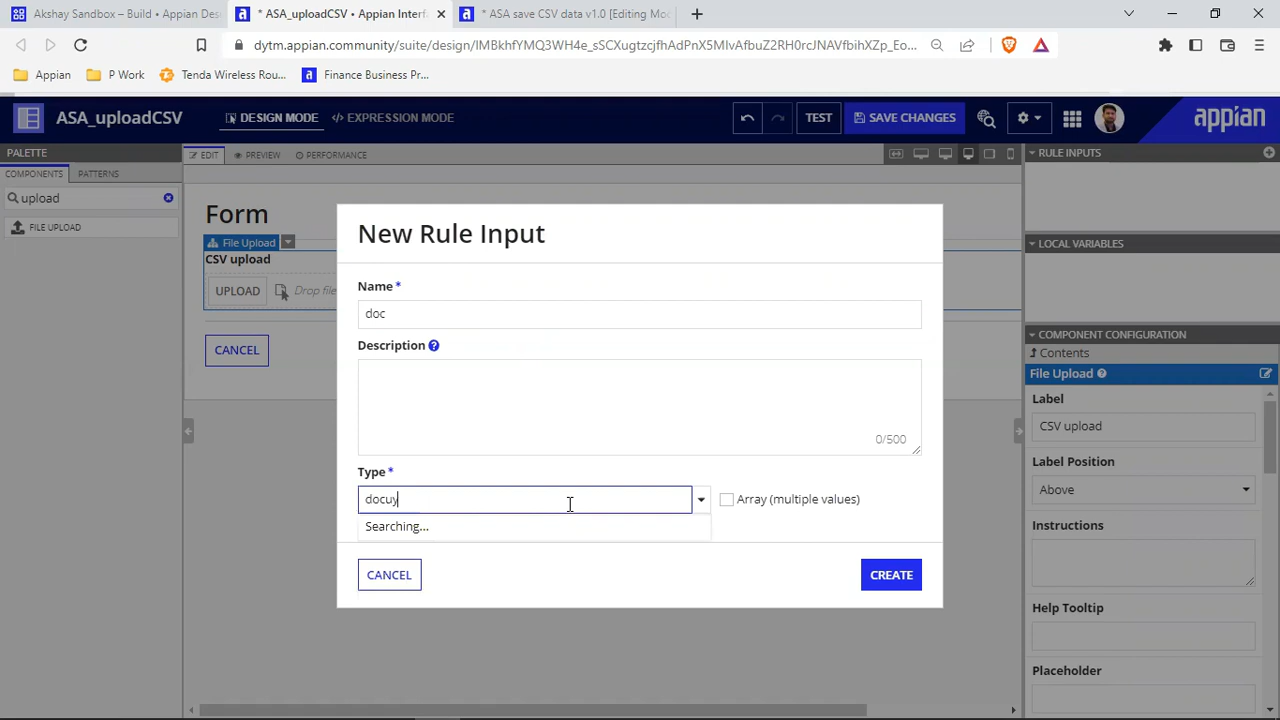 Akshay Sandbox – Build • Appian Des
* ASA_uploadCSV • Appian Interf
* ASA save CSV data v1.0 [Editing Mod
dytm.appian.community/suite/design/
Appian
P Work
Tenda Wireless Rou...
Finance Business Pr...
ASA_uploadCSV
DESIGN MODE
</> EXPRESSION MODE
TEST
SAVE CHANGES
appian
PALETTE
COMPONENTS
PATTERNS
upload
FILE UPLOAD
EDIT
PREVIEW
PERFORMANCE
Form
File Upload
CSV upload
UPLOAD
Drop file
CANCEL
New Rule Input
Name *
doc
Description
0/500
Type *
docuy
Array (multiple values)
Searching...
CANCEL
CREATE
RULE INPUTS
LOCAL VARIABLES
COMPONENT CONFIGURATION
Contents
File Upload
Label
CSV upload
Label Position
Above
Instructions
Help Tooltip
Placeholder